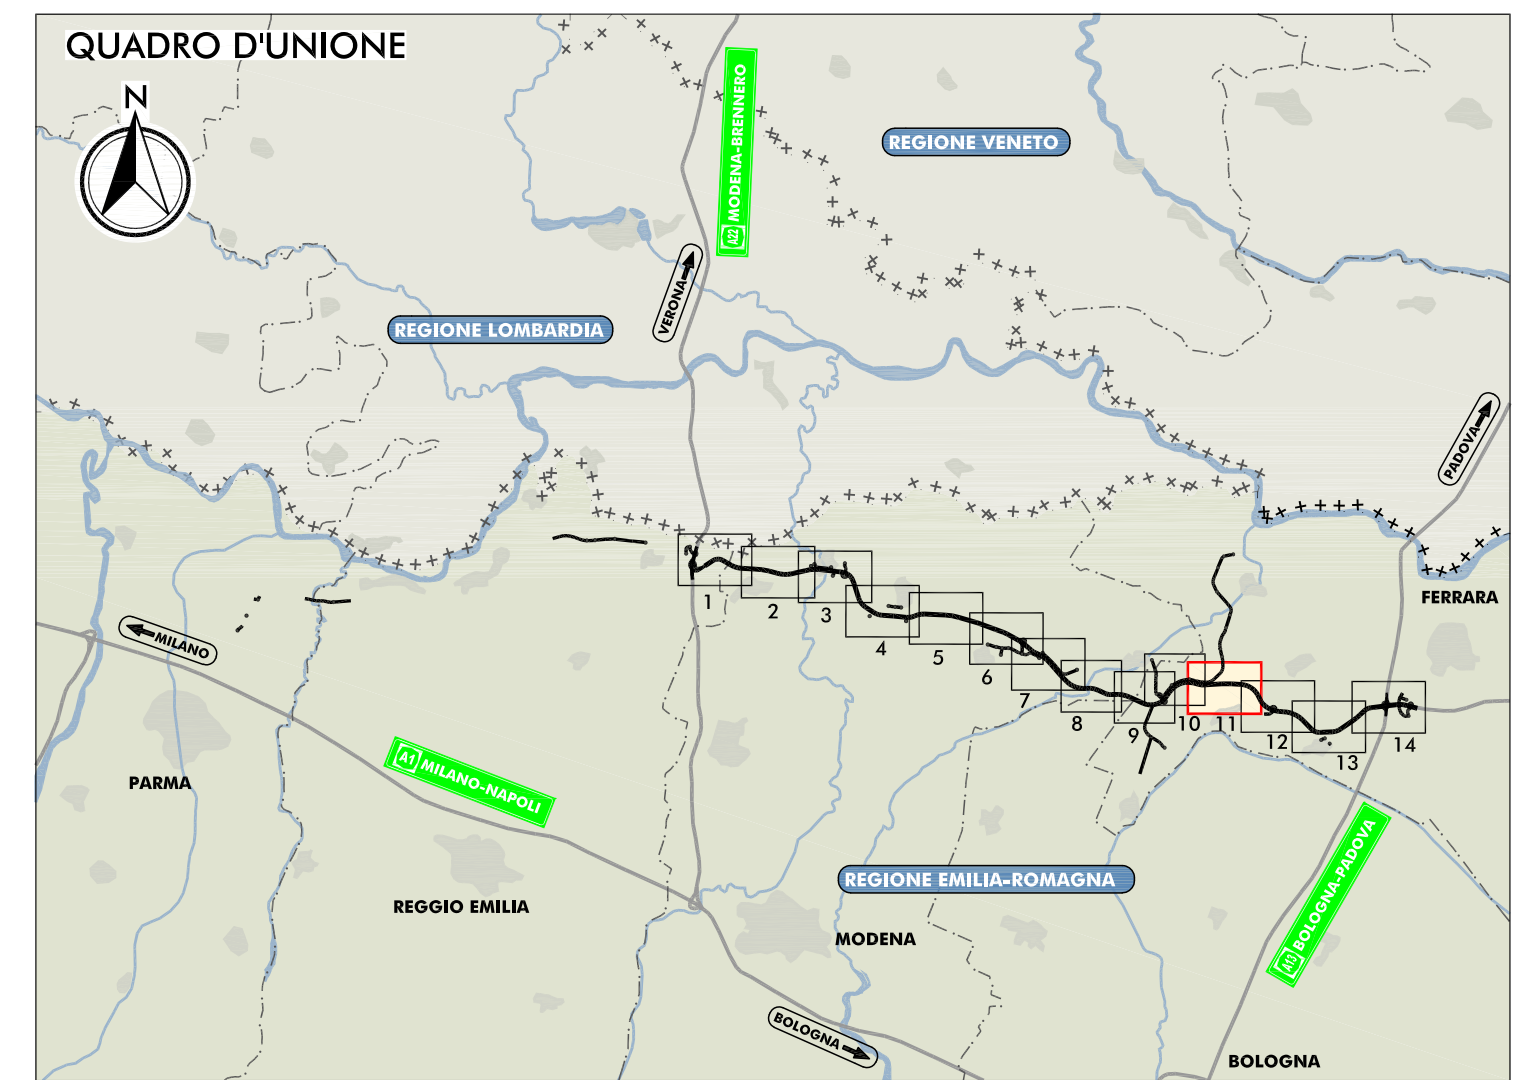 QUADRO D'UNIONE
N
A22 MODENA-BRENNERO
REGIONE VENETO
VERONA
REGIONE LOMBARDIA
PADOVA
FERRARA
MILANO
1
2
3
4
5
6
7
8
9
10
11
12
13
14
PARMA
A1 MILANO-NAPOLI
REGIONE EMILIA-ROMAGNA
A13 BOLOGNA-PADOVA
REGGIO EMILIA
MODENA
BOLOGNA
BOLOGNA